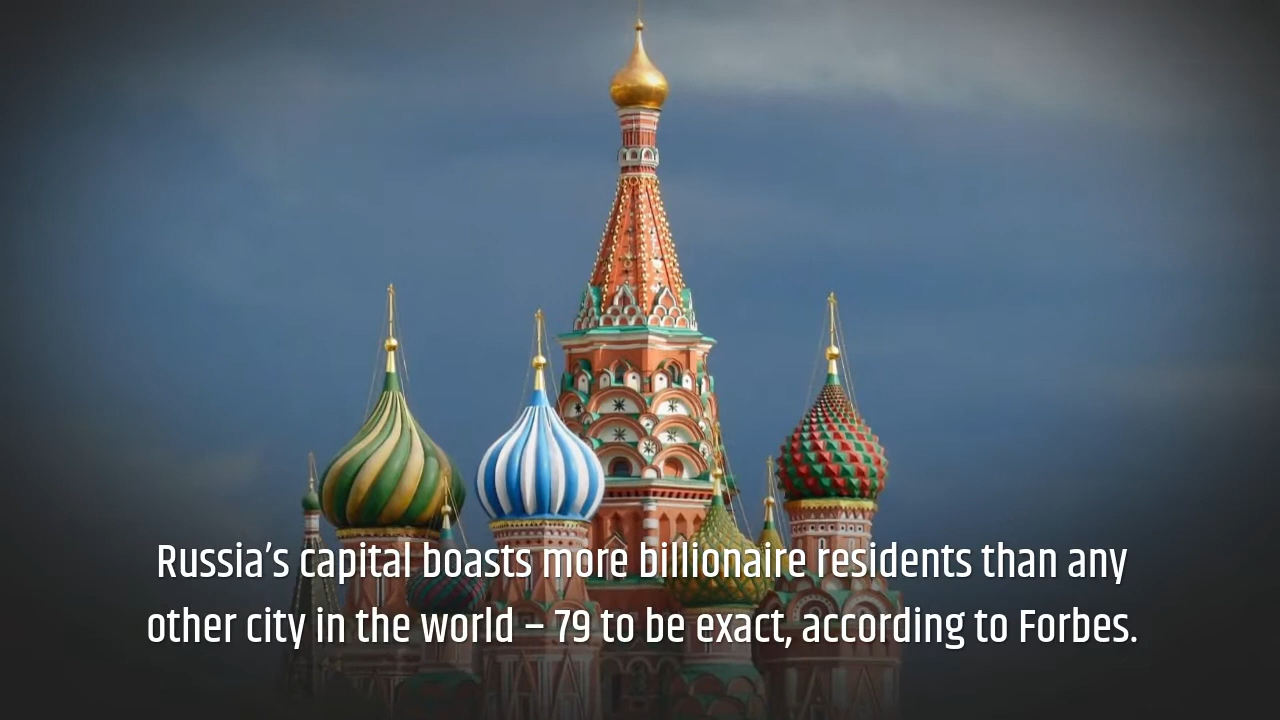 Russia’s capital boasts more billionaire residents than any
other city in the world – 79 to be exact, according to Forbes.